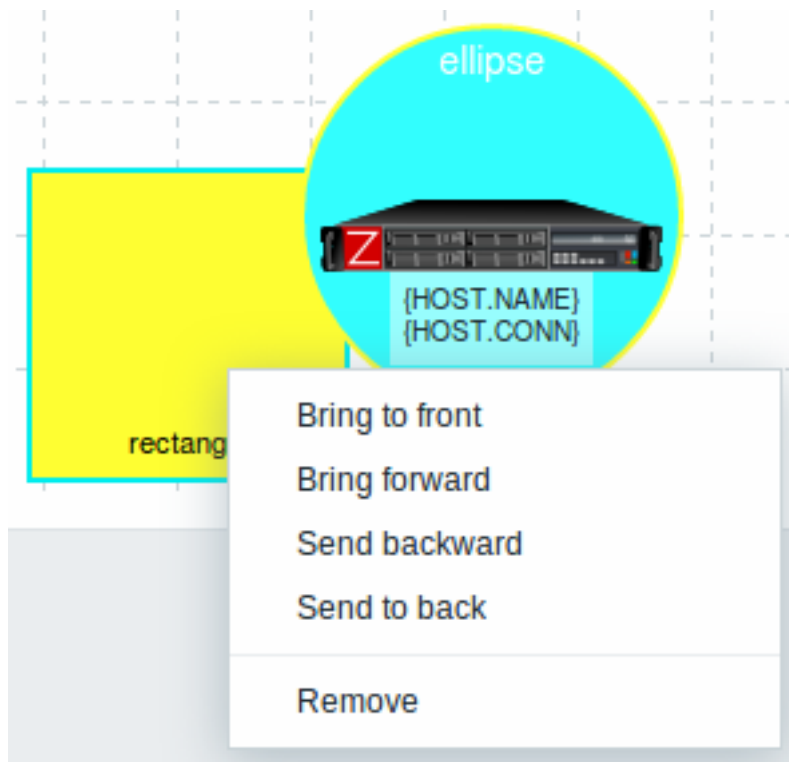 ellipse
Z
{HOST.NAME}
{HOST.CONN}
rectang
Bring to front
Bring forward
Send backward
Send to back
Remove